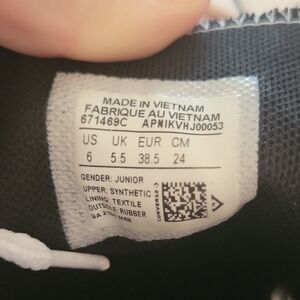 MADE IN VIETNAM
FABRIQUE AU VIETNAM
671469C APNIKVHJ00053
US UK EUR CM
6 5.5 38.5 24
GENDER: JUNIOR
UPPER: SYNTHETIC
LINING: TEXTILE
OUTSOLE: RUBBER
CONVERSE